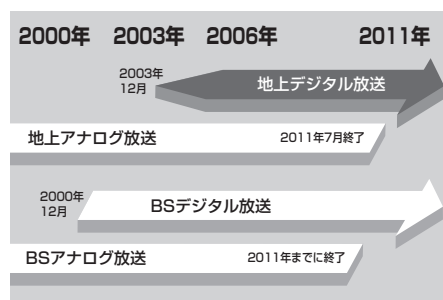 2000年 2003年 2006年 2011年
2003年
12月
地上デジタル放送
地上アナログ放送 2011年7月終了
2000年
12月
BSデジタル放送
BSアナログ放送 2011年までに終了